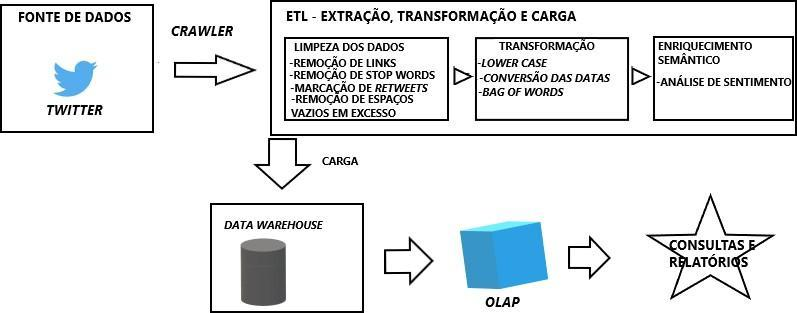 FONTE DE DADOS
TWITTER
CRAWLER
ETL - EXTRAÇÃO, TRANSFORMAÇÃO E CARGA
LIMPEZA DOS DADOS
-REMOÇÃO DE LINKS
-REMOÇÃO DE STOP WORDS
-MARCAÇÃO DE RETWEETS
-REMOÇÃO DE ESPAÇOS
VAZIOS EM EXCESSO
TRANSFORMAÇÃO
-LOWER CASE
-CONVERSÃO DAS DATAS
-BAG OF WORDS
ENRIQUECIMENTO
SEMÂNTICO
-ANÁLISE DE SENTIMENTO
CARGA
DATA WAREHOUSE
OLAP
CONSULTAS E
RELATÓRIOS